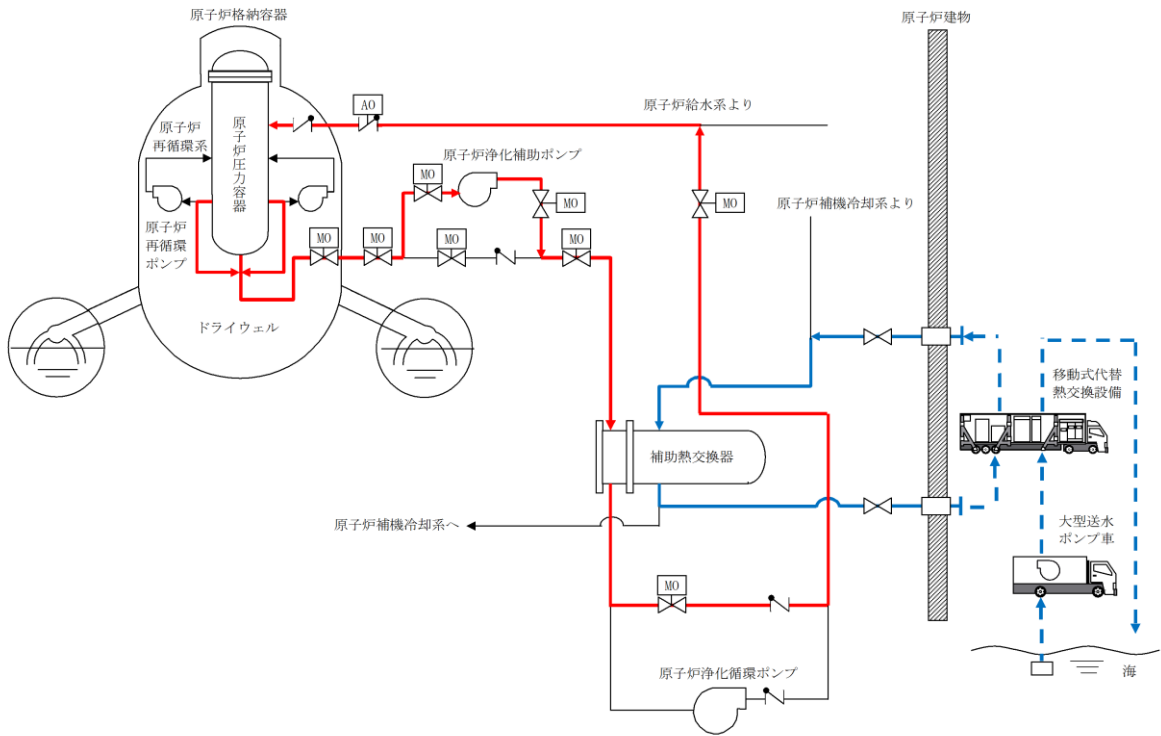 原子炉格納容器
原子炉建物
AO
原子炉給水系より
原子炉
再循環系
原子炉圧力容器
原子炉浄化補助ポンプ
MO
MO
MO
原子炉補機冷却系より
原子炉
再循環
ポンプ
MO
MO
MO
MO
ドライウェル
移動式代替
熱交換設備
補助熱交換器
原子炉補機冷却系へ
大型送水
ポンプ車
MO
原子炉浄化循環ポンプ
海